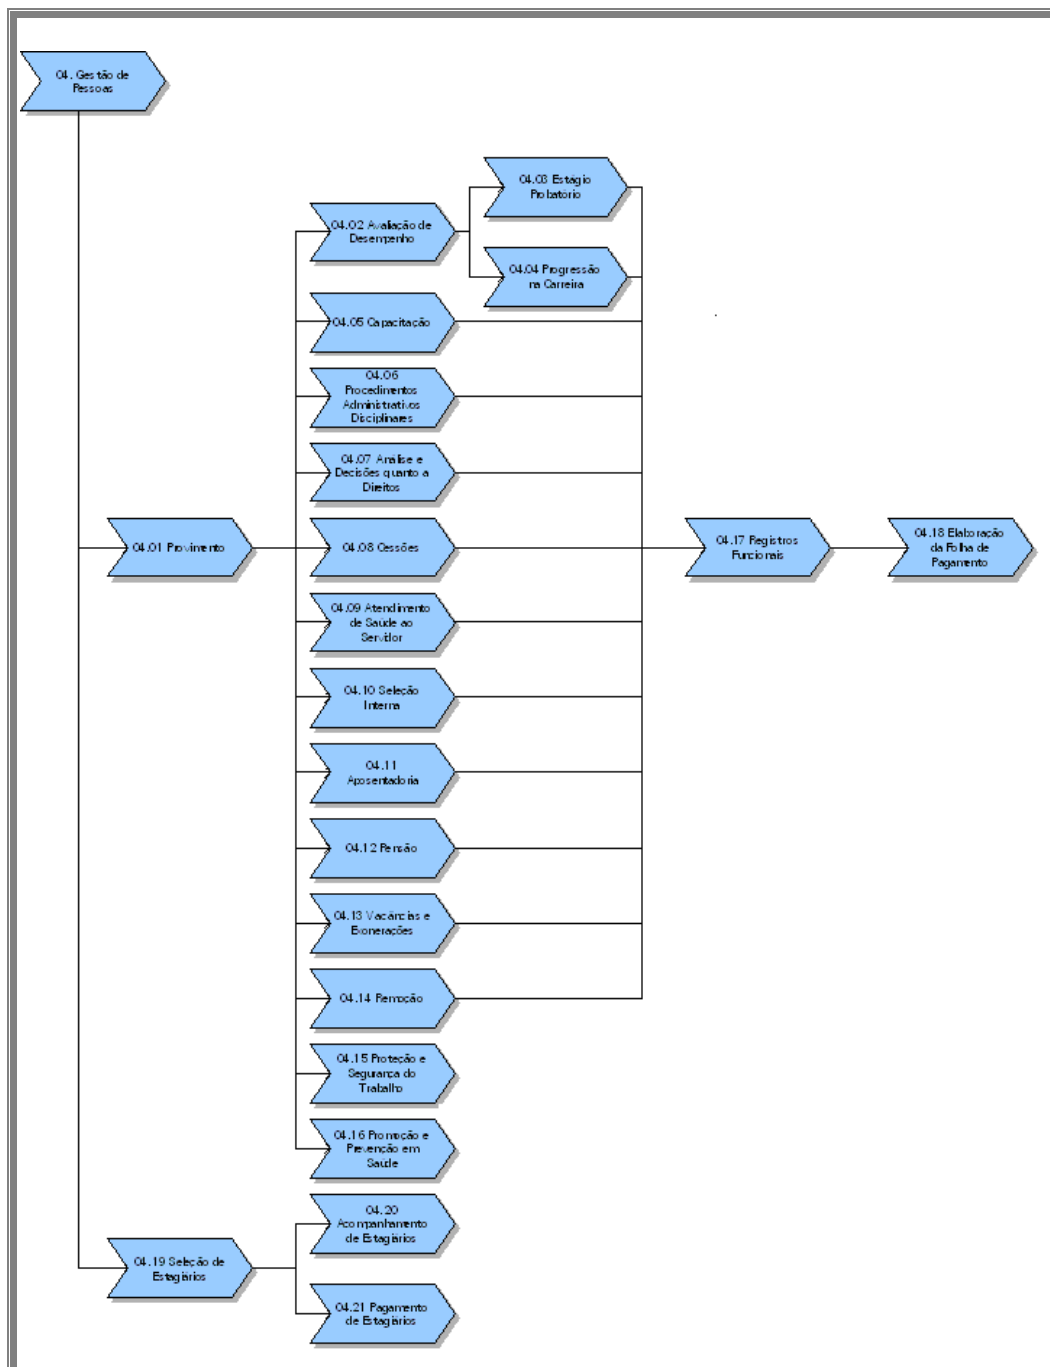 04. Gestão de
Pessoas
04.03 Estágio
Probatório
04.02 Avaliação de
Desempenho
04.04 Progressão
na Carreira
04.05 Capacitação
04.06
Procedimentos
Administrativos
Disciplinares
04.07 Análise e
Decisões quanto a
Direitos
04.01 Provimento
04.08 Cessões
04.17 Registros
Funcionais
04.18 Elaboração
da Folha de
Pagamento
04.09 Atendimento
de Saúde ao
Servidor
04.10 Seleção
Interna
04.11
Aposentadoria
04.12 Pensão
04.13 Vacâncias e
Exonerações
04.14 Remoção
04.15 Proteção e
Segurança do
Trabalho
04.16 Promoção e
Prevenção em
Saúde
04.20
Acompanhamento
de Estagiários
04.19 Seleção de
Estagiários
04.21 Pagamento
de Estagiários